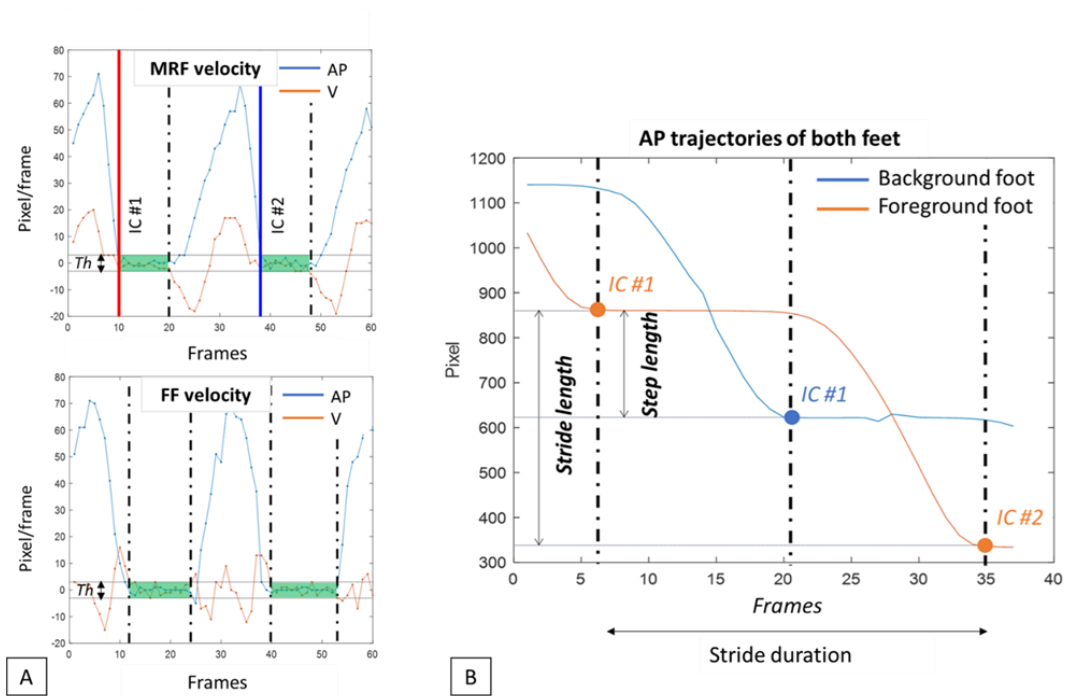 80
70
60
50
40
30
20
10
0
-10
-20
MRF velocity
AP
V
IC #1
IC #2
Th
Pixel/frame
0
10
20
30
40
50
60
Frames
80
70
60
50
40
30
20
10
0
-10
-20
FF velocity
AP
V
Th
Pixel/frame
0
10
20
30
40
50
60
Frames
A
AP trajectories of both feet
1200
1100
1000
900
800
700
600
500
400
300
Pixel
Background foot
Foreground foot
IC #1
IC #1
IC #2
Stride length
Step length
0
5
10
15
20
25
30
35
40
Frames
Stride duration
B